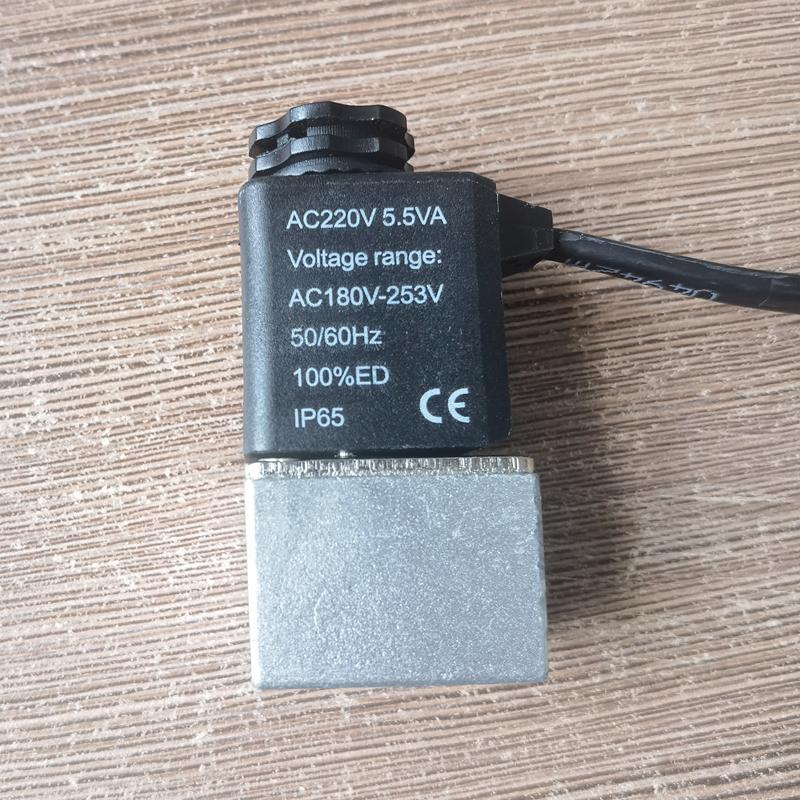 AC220V 5.5VA
Voltage range:
AC180V-253V
50/60Hz
100%ED
IP65
CE